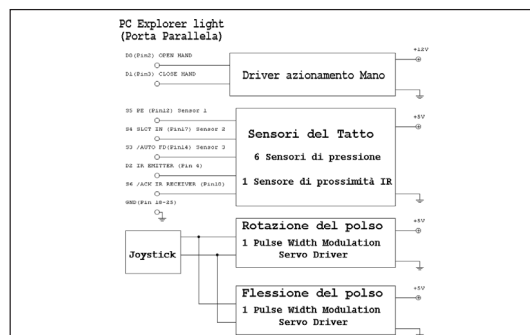 PC Explorer light
(Porta Parallela)
D0(Pin2) OPEN HAND
D1(Pin3) CLOSE HAND
Driver azionamento Mano
+12V
S5 PE (Pin12) Sensor 1
S4 SLCT IN (Pin17) Sensor 2
S3 /AUTO FD(Pin14) Sensor 3
D2 IR EMITTER (Pin 4)
S6 /ACK IR RECEIVER (Pin10)
GND(Pin 18-25)
Sensori del Tatto
6 Sensori di pressione
1 Sensore di prossimità IR
+5V
Joystick
Rotazione del polso
1 Pulse Width Modulation
Servo Driver
+5V
Flessione del polso
1 Pulse Width Modulation
Servo Driver
+5V